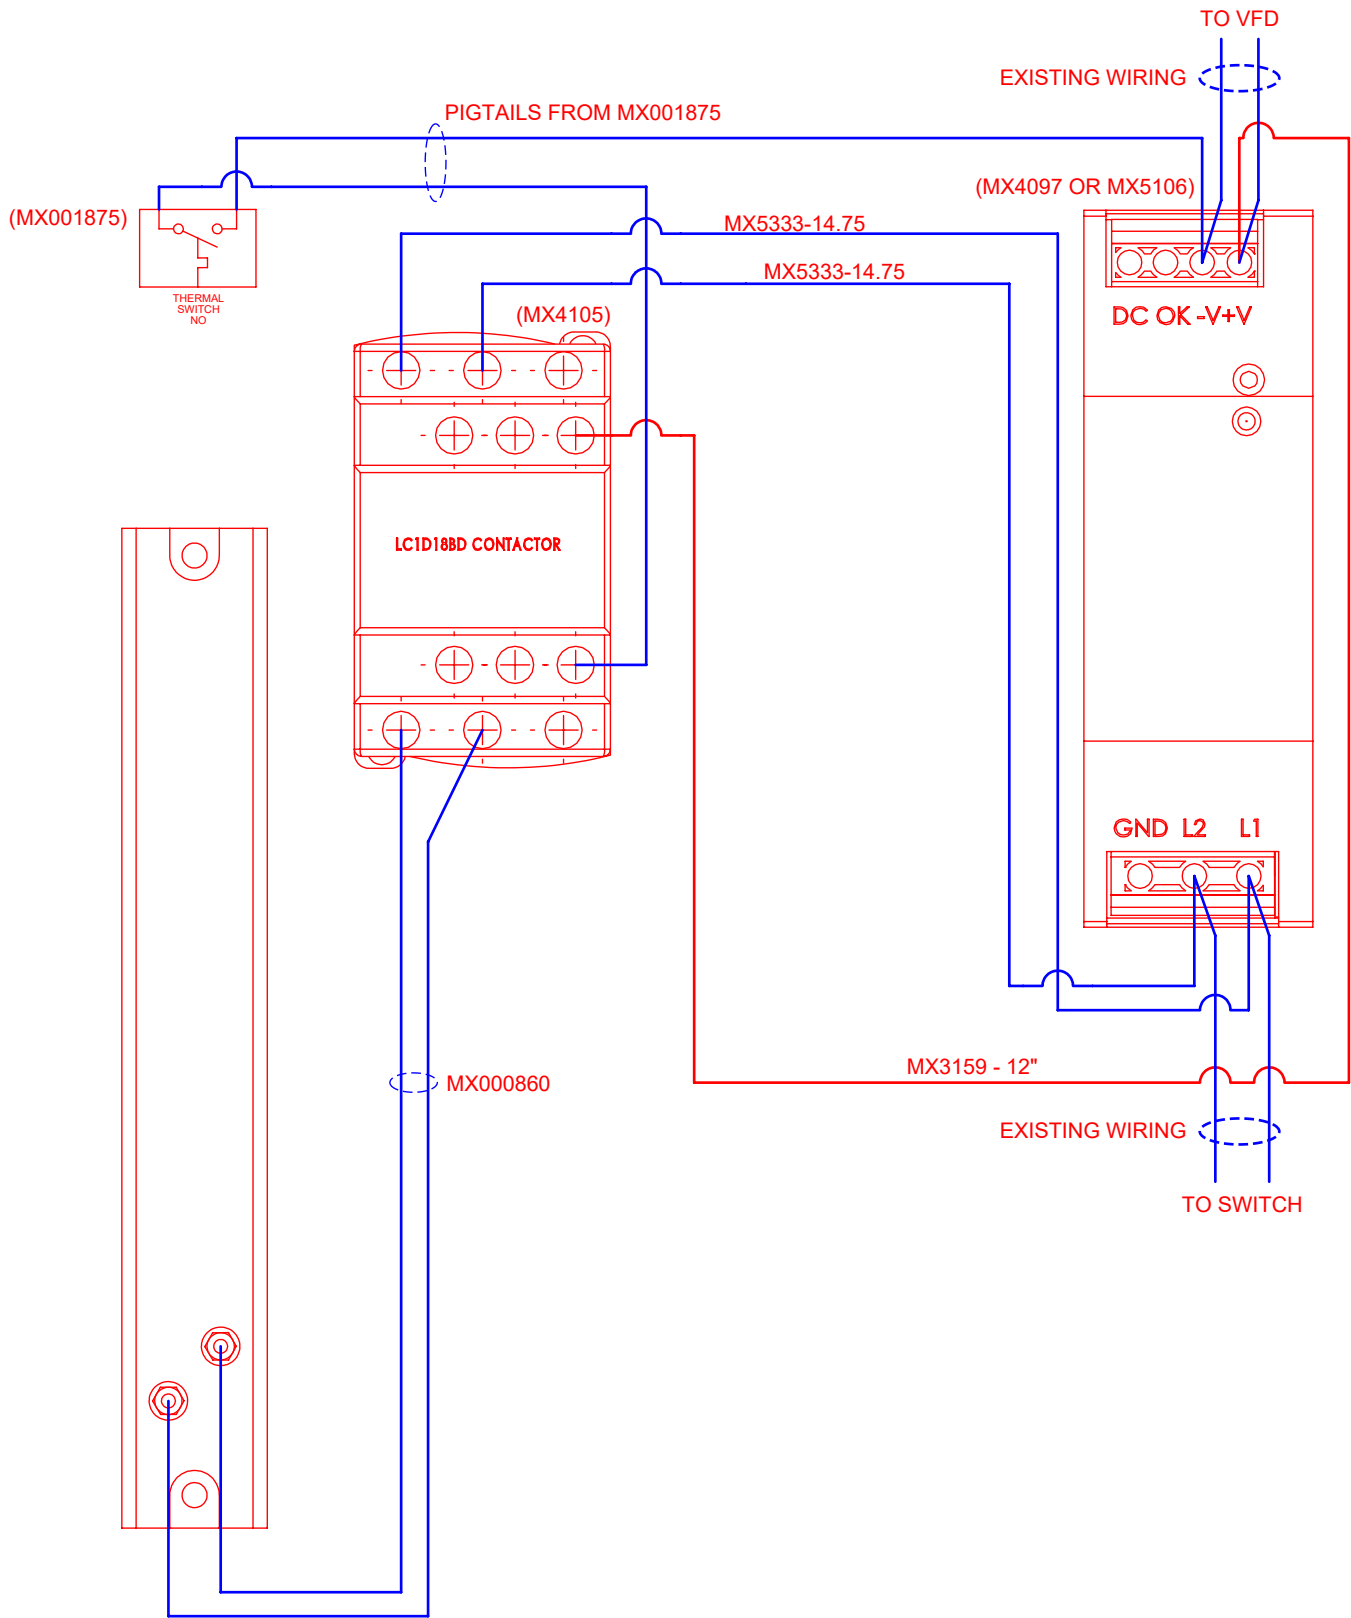 TO VFD
EXISTING WIRING
PIGTAILS FROM MX001875
(MX4097 OR MX5106)
(MX001875)
MX5333-14.75
MX5333-14.75
THERMAL
SWITCH
NO
(MX4105)
DC OK -V+V
LC1D18BD CONTACTOR
GND L2 L1
MX3159 - 12"
MX000860
EXISTING WIRING
TO SWITCH